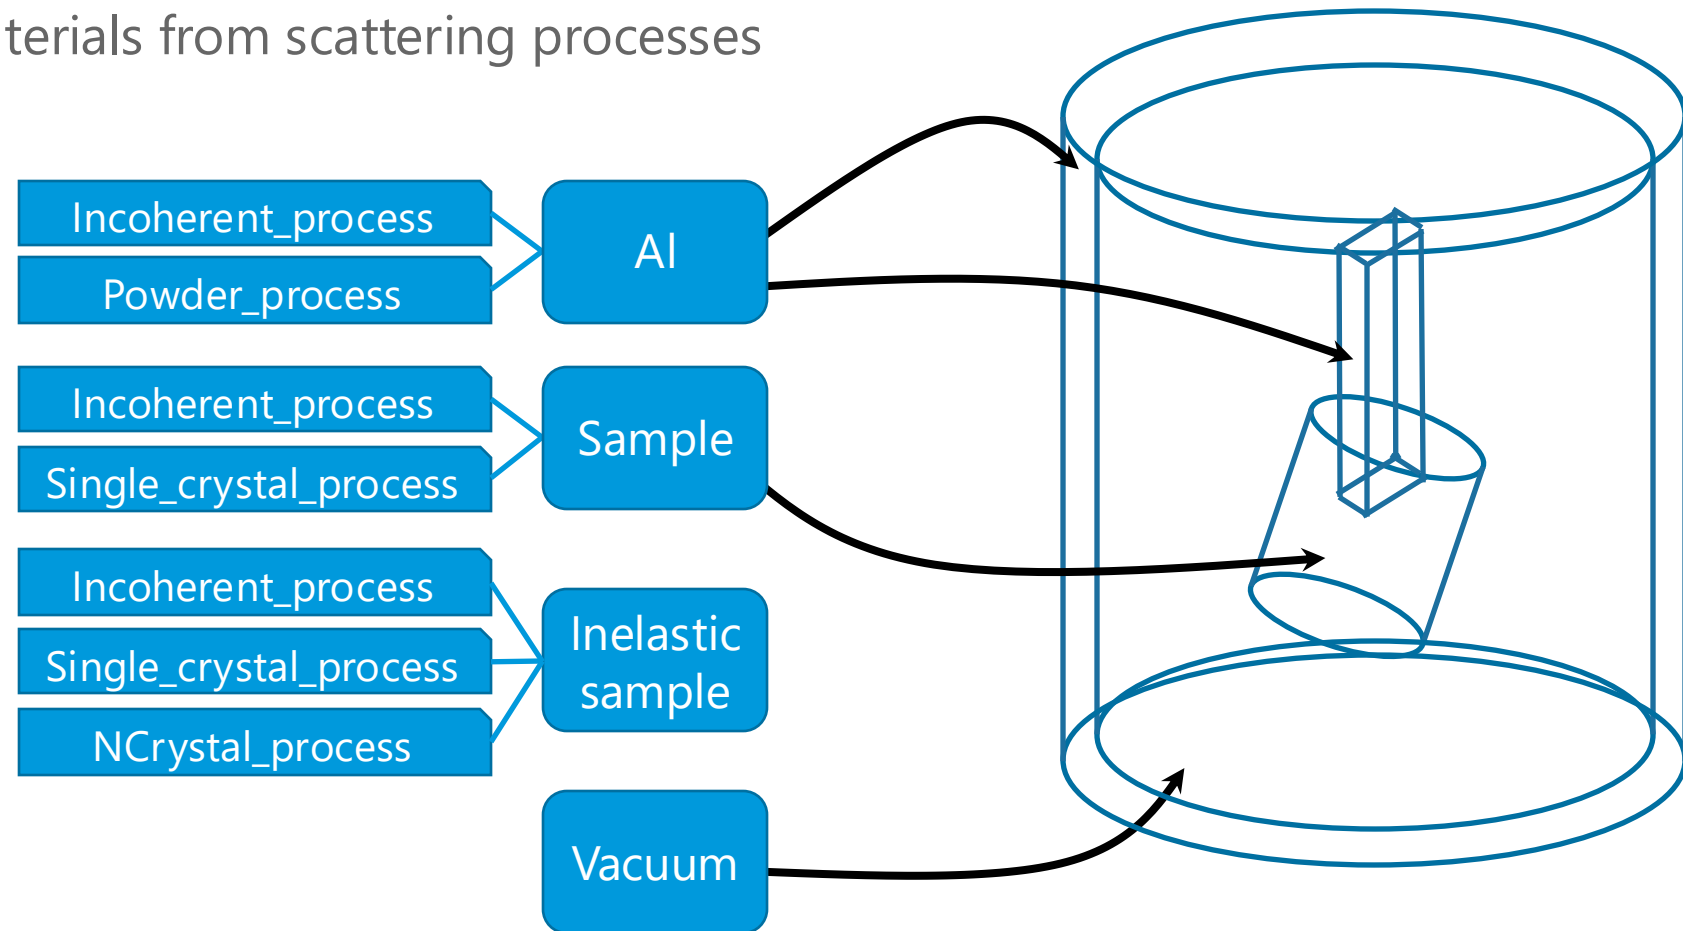 terials from scattering processes
Incoherent_process
Powder_process
Al
Incoherent_process
Single_crystal_process
Sample
Incoherent_process
Single_crystal_process
NCrystal_process
Inelastic
sample
Vacuum